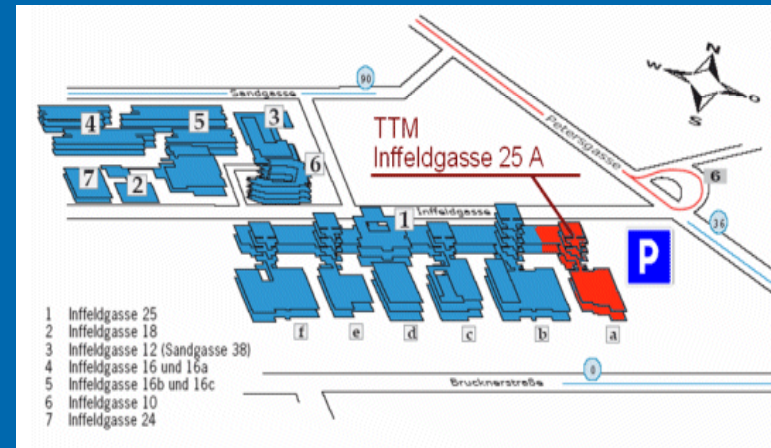 90
Sandgasse
N
W
O
S
4
5
3
TTM
Inffeldgasse 25 A
Petersgasse
6
7
2
6
Inffeldgasse
1
36
P
f
e
d
c
b
a
1 Inffeldgasse 25
2 Inffeldgasse 18
3 Inffeldgasse 12 (Sandgasse 38)
4 Inffeldgasse 16 und 16a
5 Inffeldgasse 16b und 16c
6 Inffeldgasse 10
7 Inffeldgasse 24
0
Brucknerstraße